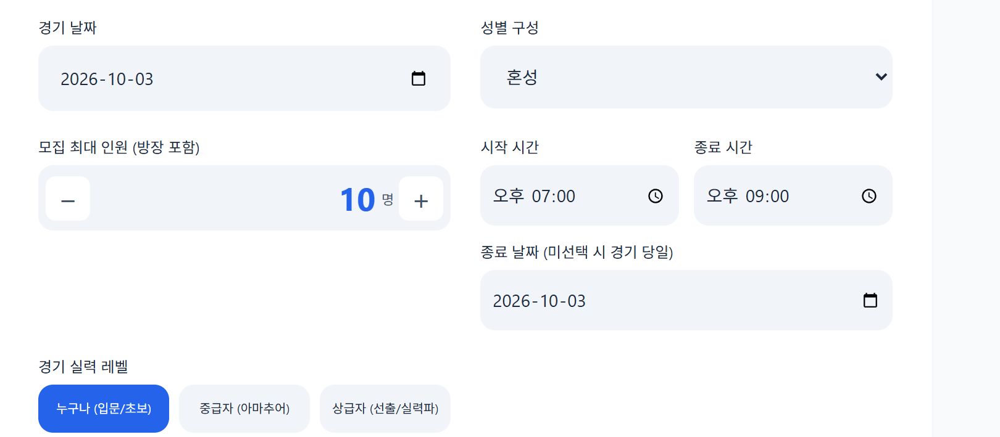 경기 날짜
성별 구성
2026-10-03
혼성
모집 최대 인원 (방장 포함)
시작 시간
종료 시간
− 10 명 +
오후 07:00
오후 09:00
종료 날짜 (미선택 시 경기 당일)
2026-10-03
경기 실력 레벨
누구나 (입문/초보)
중급자 (아마추어)
상급자 (선출/실력파)